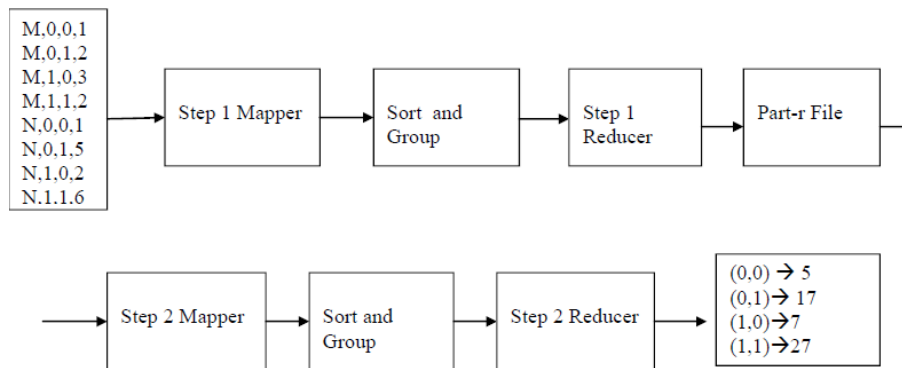 M,0,0,1
M,0,1,2
M,1,0,3
M,1,1,2
N,0,0,1
N,0,1,5
N,1,0,2
N.1.1.6
Step 1 Mapper
Sort and
Group
Step 1
Reducer
Part-r File
Step 2 Mapper
Sort and
Group
Step 2 Reducer
(0,0) → 5
(0,1)→ 17
(1,0)→7
(1,1)→27